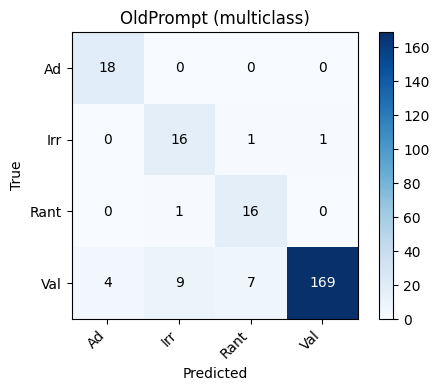 OldPrompt (multiclass)
True
Ad 18 0 0 0
Irr 0 16 1 1
Rant 0 1 16 0
Val 4 9 7 169
Ad Irr Rant Val
Predicted
160
140
120
100
80
60
40
20
0